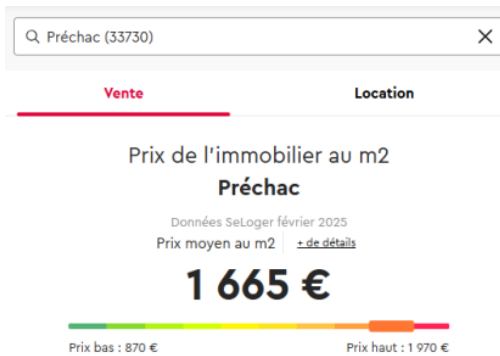 Préchac (33730)
Vente Location
Prix de l'immobilier au m2
Préchac
Données SeLoger février 2025
Prix moyen au m2 + de détails
1 665 €
Prix bas : 870 € Prix haut : 1 970 €